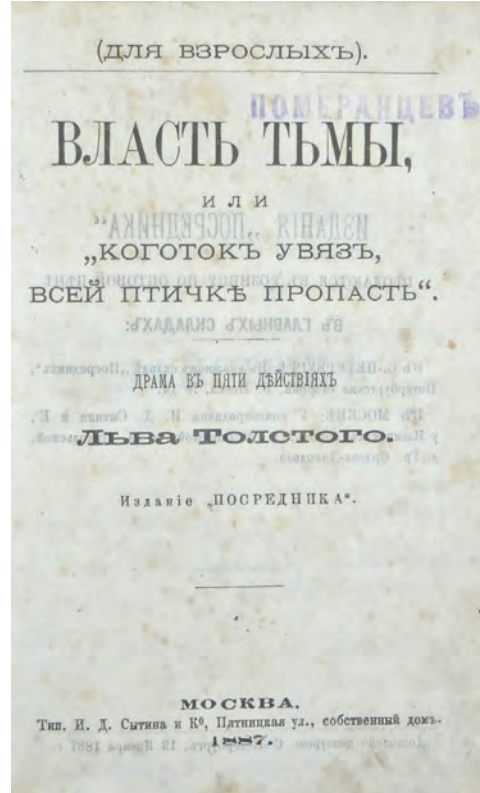 (ДЛЯ ВЗРОСЛЫХЪ).
ПОМЕРАНЦЕВЪ
ВЛАСТЬ ТЬМЫ,
ИЛИ
„КОГОТОКЪ УВЯЗЪ,
ВСЕЙ ПТИЧКѢ ПРОПАСТЬ“.
ДРАМА ВЪ ПЯТИ ДѢЙСТВІЯХЪ
Льва Толстого.
Изданіе „ПОСРЕДНИКА“.
МОСКВА.
Тип. И. Д. Сытина и Кº, Пятницкая ул., собственный домъ.
1887.